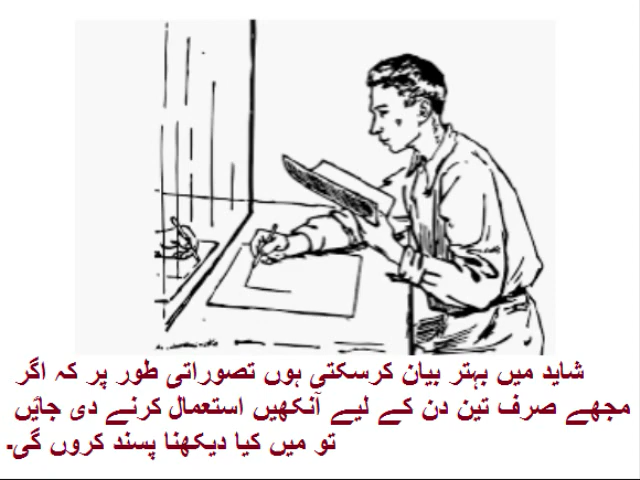 شاید میں بہتر بیان کرسکتی ہوں تصوراتی طور پر کہ اگر
مجھے صرف تین دن کے لیے آنکھیں استعمال کرنے دی جایًں
تو میں کیا دیکھنا پسند کروں گی۔